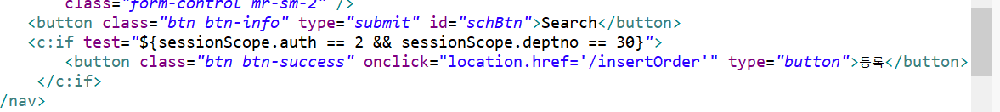 class="form-control mr-sm-2" />
<button class="btn btn-info" type="submit" id="schBtn">Search</button>
<c:if test="${sessionScope.auth == 2 && sessionScope.deptno == 30}">
<button class="btn btn-success" onclick="location.href='/insertOrder'" type="button">등록</button>
</c:if>
/nav>